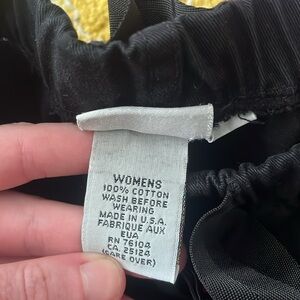 WOMENS
100% COTTON
WASH BEFORE
WEARING
MADE IN U.S.A.
FABRIQUE AUX
EUA
RN 76104
CA. 25124
(CARE OVER)